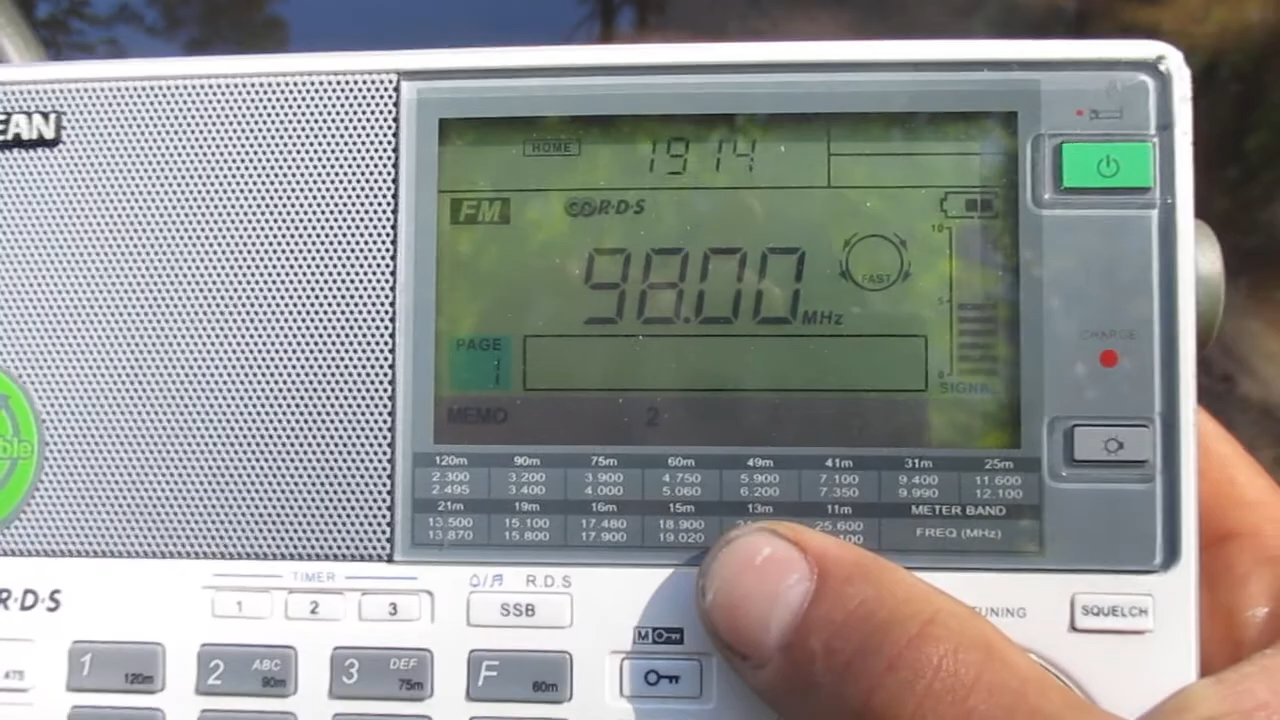 EAN
HOME 1914
FM R·D·S
98.00 MHz
FAST
10
5
0
SIGNAL
PAGE
1
MEMO 2
CHARGE
120m 90m 75m 60m 49m 41m 31m 25m
2.300 3.200 3.900 4.750 5.900 7.100 9.400 11.600
2.495 3.400 4.000 5.060 6.200 7.350 9.990 12.100
21m 19m 16m 15m 13m 11m METER BAND
13.500 15.100 17.480 18.900 25.600 FREQ (MHz)
13.870 15.800 17.900 19.020 100
ble
R·D·S
TIMER
1 2 3
R.D.S
SSB
TUNING
SQUELCH
M
ATS
1 120m
2 ABC 90m
3 DEF 75m
F 60m